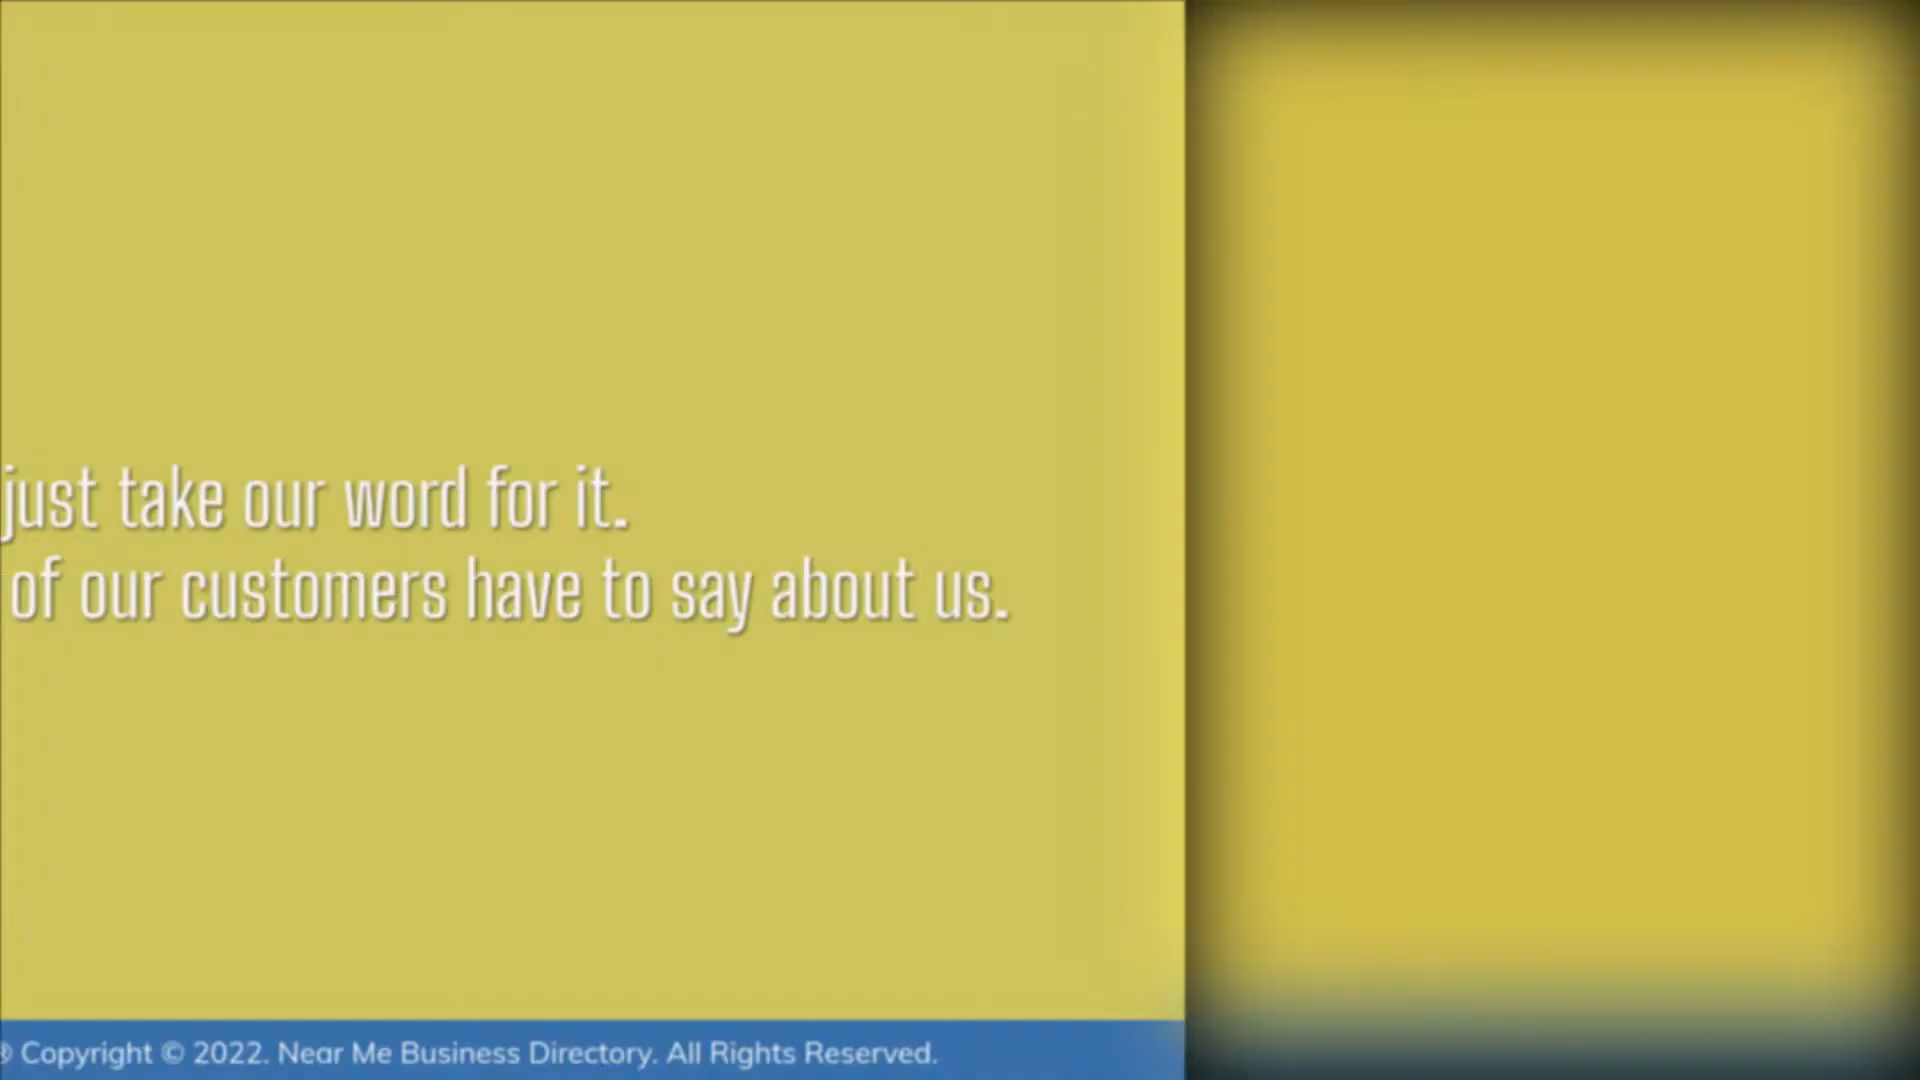 just take our word for it.
of our customers have to say about us.
® Copyright © 2022. Near Me Business Directory. All Rights Reserved.